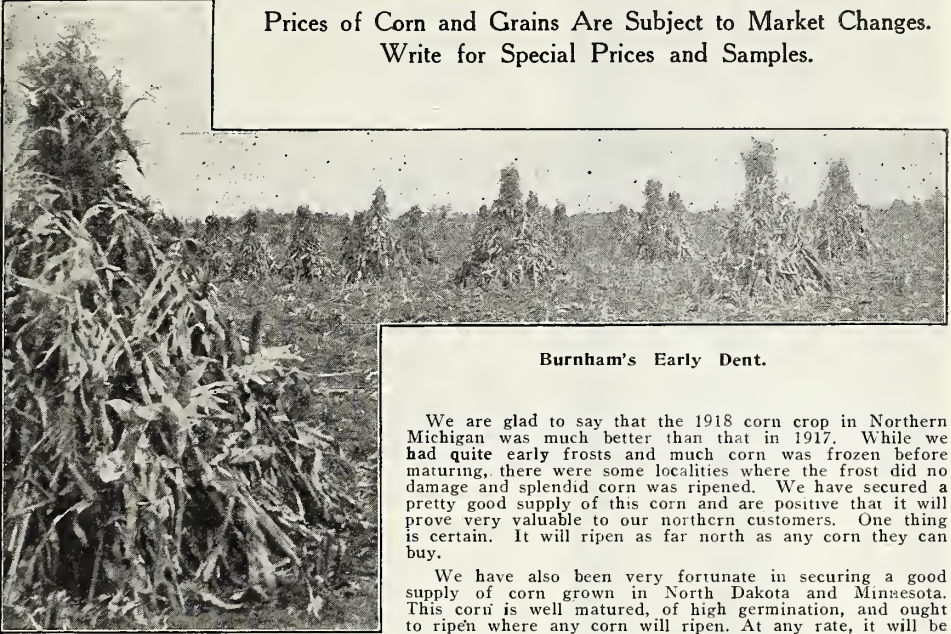 Prices of Corn and Grains Are Subject to Market Changes.
Write for Special Prices and Samples.
Burnham's Early Dent.
We are glad to say that the 1918 corn crop in Northern
Michigan was much better than that in 1917. While we
had quite early frosts and much corn was frozen before
maturing, there were some localities where the frost did no
damage and splendid corn was ripened. We have secured a
pretty good supply of this corn and are positive that it will
prove very valuable to our northern customers. One thing
is certain. It will ripen as far north as any corn they can
buy.
We have also been very fortunate in securing a good
supply of corn grown in North Dakota and Minnesota.
This corn is well matured, of high germination, and ought
to ripen where any corn will ripen. At any rate, it will be